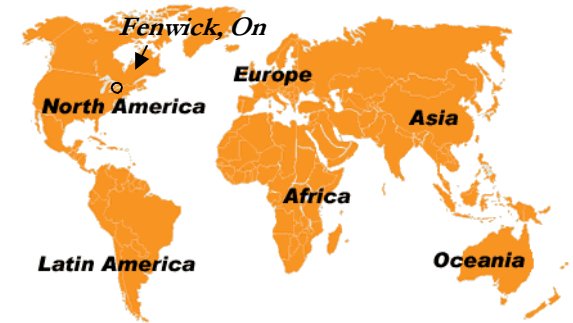 Fenwick, On
Europe
North America
Asia
Africa
Latin America
Oceania